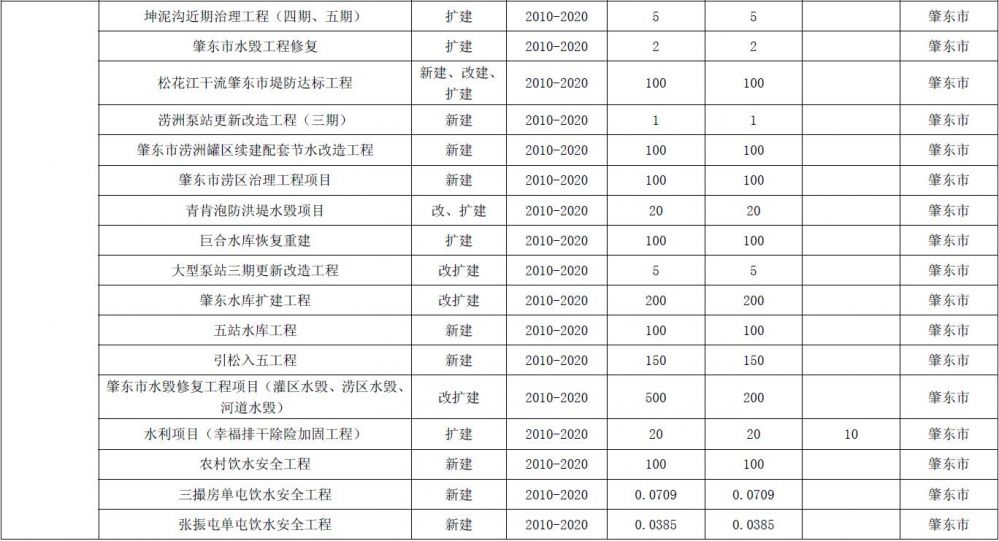 坤泥沟近期治理工程（四期、五期） 扩建 2010-2020 5 5 肇东市
肇东市水毁工程修复 扩建 2010-2020 2 2 肇东市
松花江干流肇东市堤防达标工程 新建、改建、 2010-2020 100 100 肇东市
扩建
涝洲泵站更新改造工程（三期） 新建 2010-2020 1 1 肇东市
肇东市涝洲罐区续建配套节水改造工程 新建 2010-2020 100 100 肇东市
肇东市涝区治理工程项目 新建 2010-2020 100 100 肇东市
青肯泡防洪堤水毁项目 改、扩建 2010-2020 20 20 肇东市
巨合水库恢复重建 扩建 2010-2020 100 100 肇东市
大型泵站三期更新改造工程 改扩建 2010-2020 5 5 肇东市
肇东水库扩建工程 改扩建 2010-2020 200 200 肇东市
五站水库工程 新建 2010-2020 100 100 肇东市
引松入五工程 新建 2010-2020 150 150 肇东市
肇东市水毁修复工程项目（灌区水毁、涝区水毁、 改扩建 2010-2020 500 200 肇东市
河道水毁）
水利项目（幸福排干除险加固工程） 扩建 2010-2020 20 20 10 肇东市
农村饮水安全工程 新建 2010-2020 100 100 肇东市
三撮房单屯饮水安全工程 新建 2010-2020 0.0709 0.0709 肇东市
张振屯单屯饮水安全工程 新建 2010-2020 0.0385 0.0385 肇东市